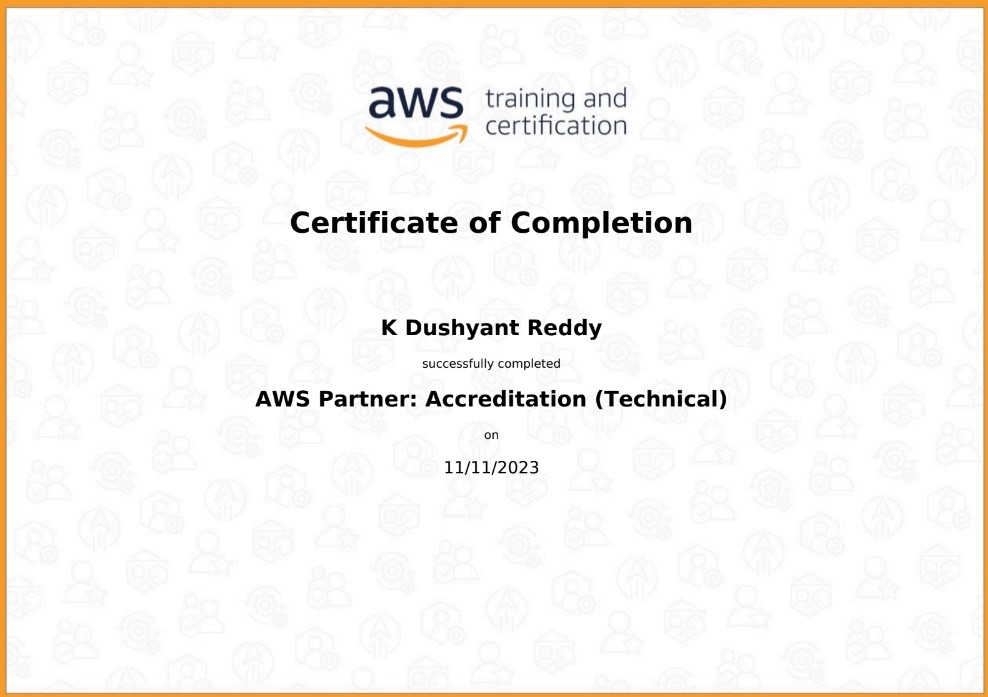 aws training and
certification
Certificate of Completion
K Dushyant Reddy
successfully completed
AWS Partner: Accreditation (Technical)
on
11/11/2023